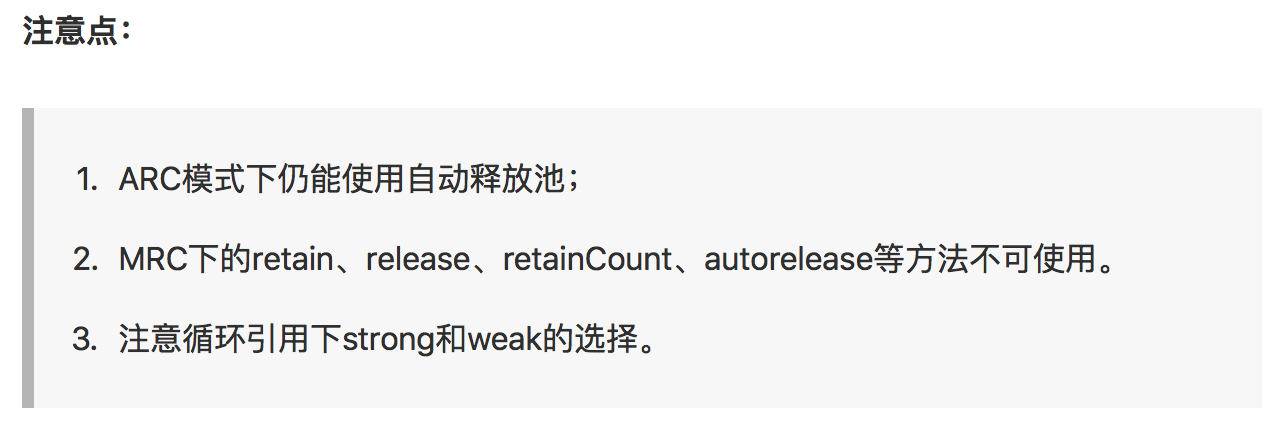 注意点：
1. ARC模式下仍能使用自动释放池；
2. MRC下的retain、release、retainCount、autorelease等方法不可使用。
3. 注意循环引用下strong和weak的选择。